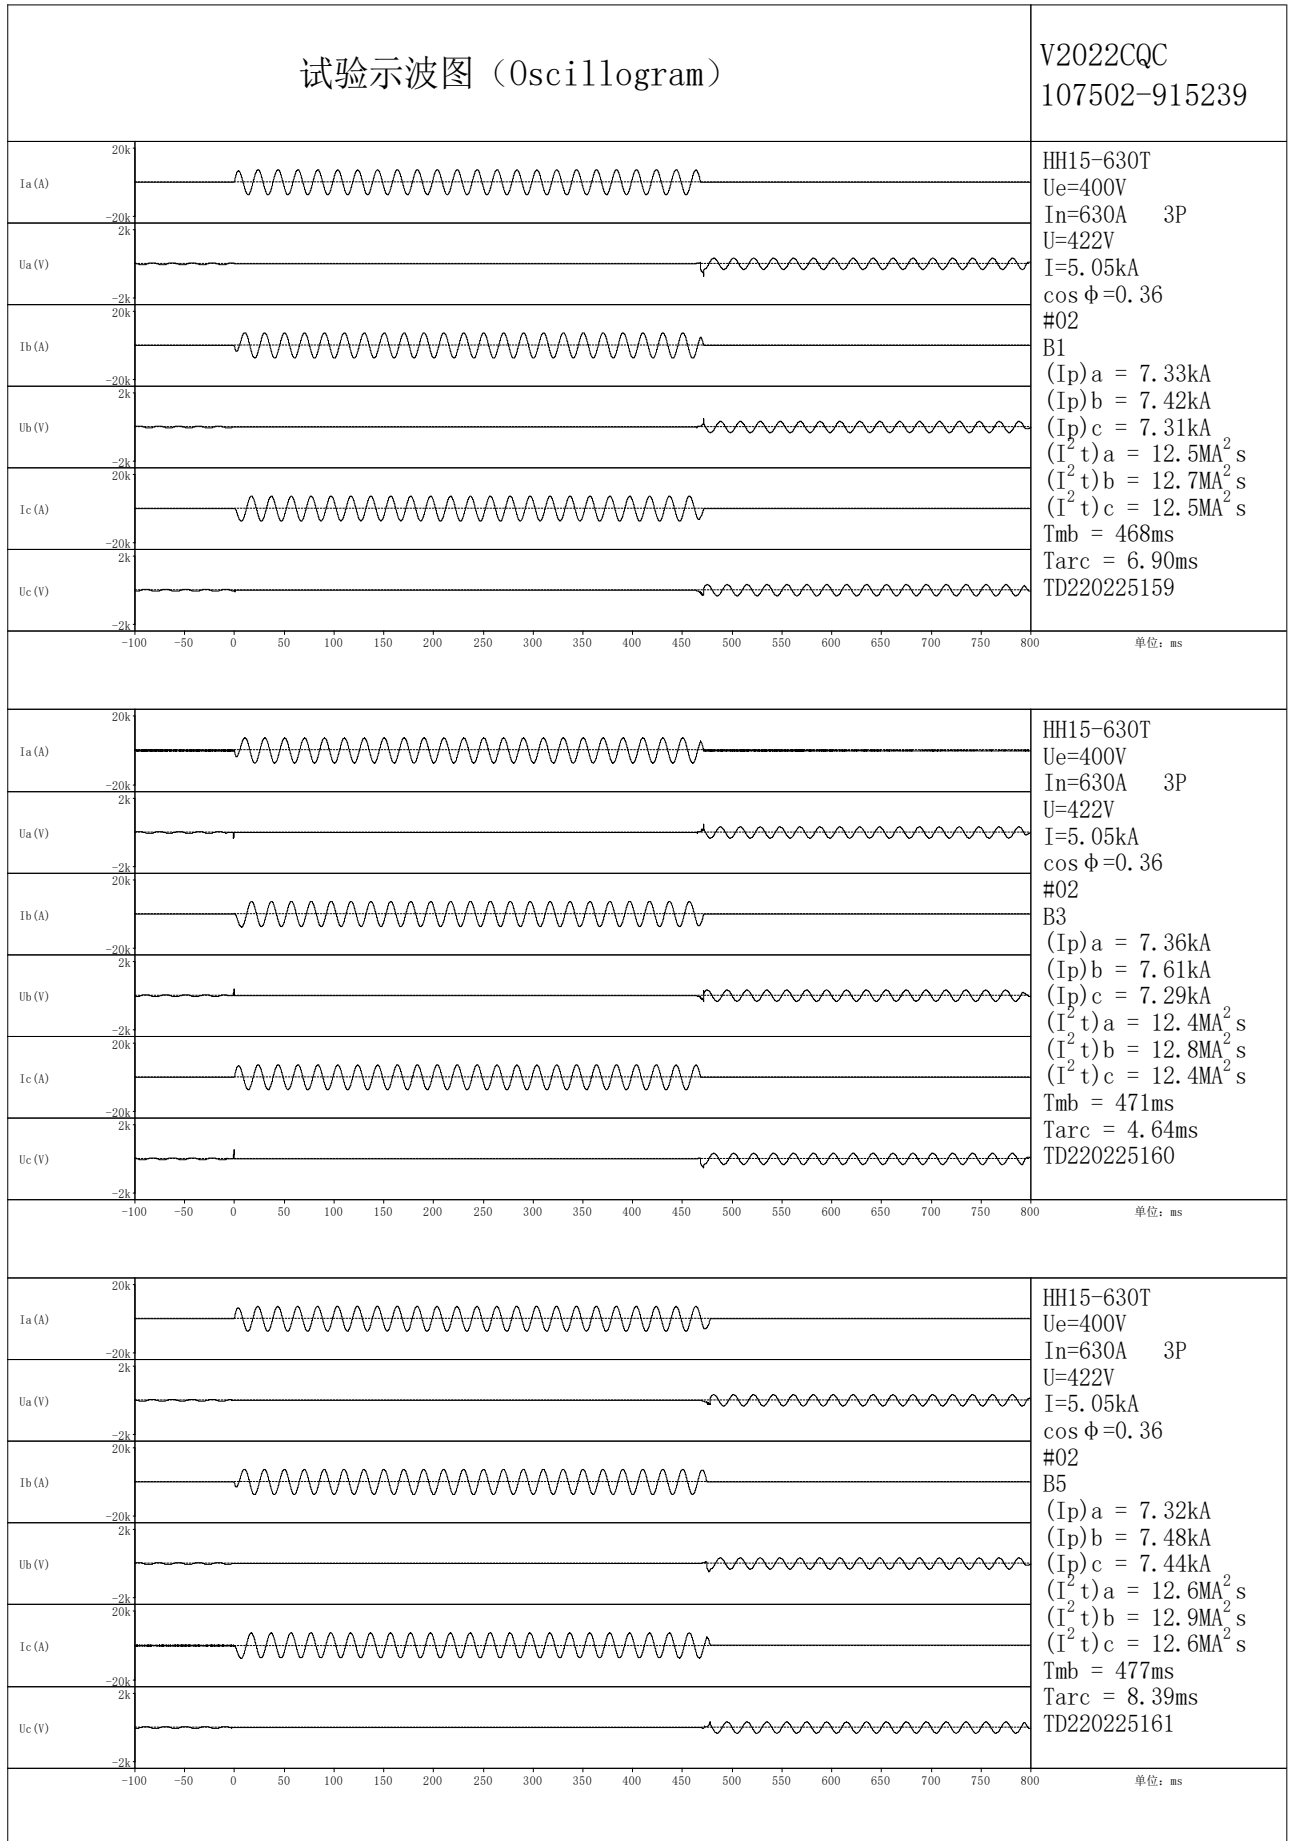 试验示波图（Oscillogram）
V2022CQC
107502-915239
20k
Ia(A)
-20k
2k
Ua(V)
-2k
20k
Ib(A)
-20k
2k
Ub(V)
-2k
20k
Ic(A)
-20k
2k
Uc(V)
-2k
-100 -50 0 50 100 150 200 250 300 350 400 450 500 550 600 650 700 750 800 单位: ms
HH15-630T
Ue=400V
In=630A 3P
U=422V
I=5.05kA
cosφ=0.36
#02
B1
(Ip)a = 7.33kA
(Ip)b = 7.42kA
(Ip)c = 7.31kA
(I²t)a = 12.5MA²s
(I²t)b = 12.7MA²s
(I²t)c = 12.5MA²s
Tmb = 468ms
Tarc = 6.90ms
TD220225159
20k
Ia(A)
-20k
2k
Ua(V)
-2k
20k
Ib(A)
-20k
2k
Ub(V)
-2k
20k
Ic(A)
-20k
2k
Uc(V)
-2k
-100 -50 0 50 100 150 200 250 300 350 400 450 500 550 600 650 700 750 800 单位: ms
HH15-630T
Ue=400V
In=630A 3P
U=422V
I=5.05kA
cosφ=0.36
#02
B3
(Ip)a = 7.36kA
(Ip)b = 7.61kA
(Ip)c = 7.29kA
(I²t)a = 12.4MA²s
(I²t)b = 12.8MA²s
(I²t)c = 12.4MA²s
Tmb = 471ms
Tarc = 4.64ms
TD220225160
20k
Ia(A)
-20k
2k
Ua(V)
-2k
20k
Ib(A)
-20k
2k
Ub(V)
-2k
20k
Ic(A)
-20k
2k
Uc(V)
-2k
-100 -50 0 50 100 150 200 250 300 350 400 450 500 550 600 650 700 750 800 单位: ms
HH15-630T
Ue=400V
In=630A 3P
U=422V
I=5.05kA
cosφ=0.36
#02
B5
(Ip)a = 7.32kA
(Ip)b = 7.48kA
(Ip)c = 7.44kA
(I²t)a = 12.6MA²s
(I²t)b = 12.9MA²s
(I²t)c = 12.6MA²s
Tmb = 477ms
Tarc = 8.39ms
TD220225161